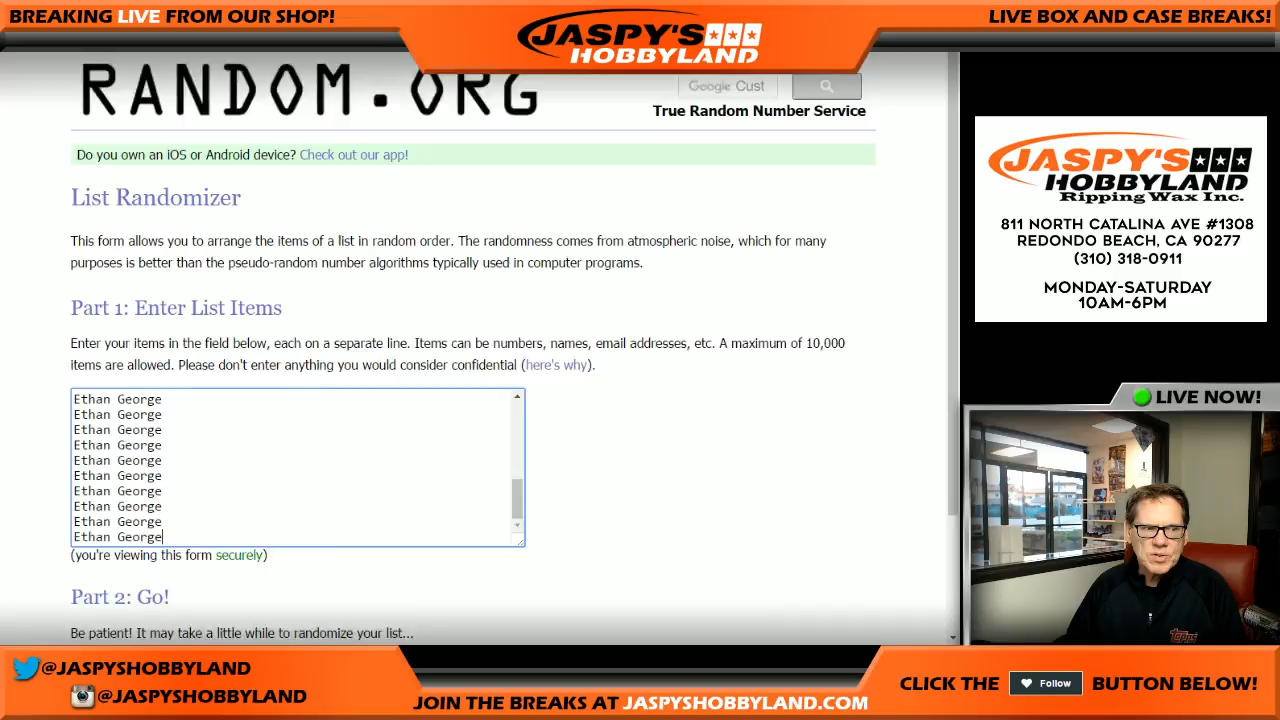 BREAKING LIVE FROM OUR SHOP!
JASPY'S
HOBBYLAND
LIVE BOX AND CASE BREAKS!
RANDOM.ORG
Google Cust
True Random Number Service
Do you own an iOS or Android device? Check out our app!
List Randomizer
This form allows you to arrange the items of a list in random order. The randomness comes from atmospheric noise, which for many
purposes is better than the pseudo-random number algorithms typically used in computer programs.
Part 1: Enter List Items
Enter your items in the field below, each on a separate line. Items can be numbers, names, email addresses, etc. A maximum of 10,000
items are allowed. Please don't enter anything you would consider confidential (here's why).
Ethan George
Ethan George
Ethan George
Ethan George
Ethan George
Ethan George
Ethan George
Ethan George
Ethan George
Ethan George
(you're viewing this form securely)
Part 2: Go!
Be patient! It may take a little while to randomize your list...
JASPY'S
HOBBYLAND
Ripping Wax Inc.
811 NORTH CATALINA AVE #1308
REDONDO BEACH, CA 90277
(310) 318-0911
MONDAY-SATURDAY
10AM-6PM
LIVE NOW!
Topps
@JASPYSHOBBYLAND
@JASPYSHOBBYLAND
JOIN THE BREAKS AT JASPYSHOBBYLAND.COM
CLICK THE Follow BUTTON BELOW!